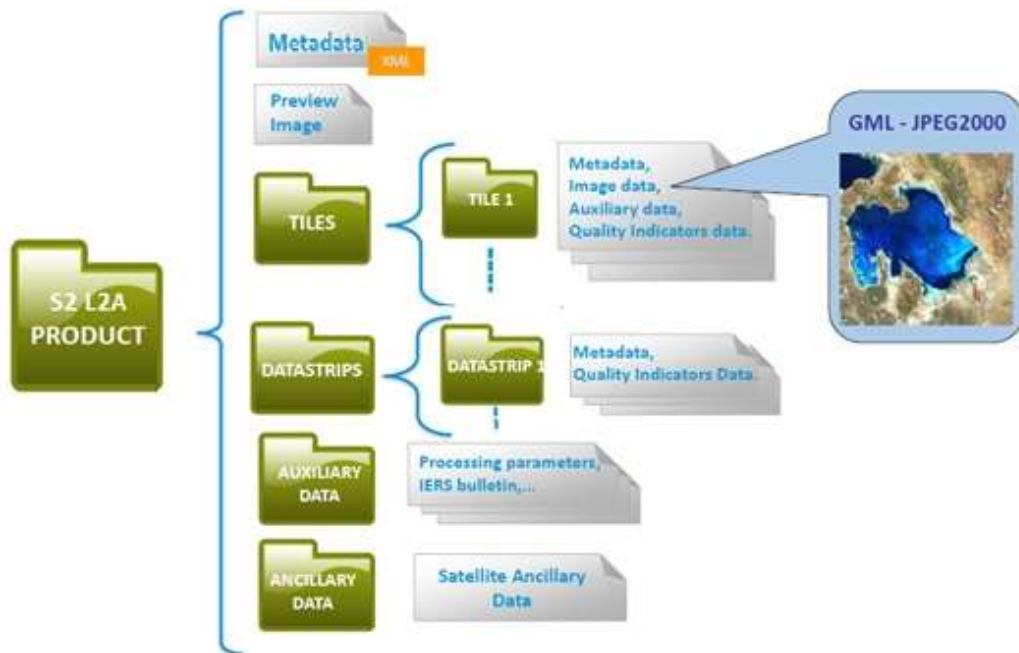 S2 L2A
PRODUCT
Metadata
XML
Preview
Image
TILES
TILE 1
Metadata,
Image data,
Auxiliary data,
Quality Indicators data.
GML - JPEG2000
DATASTRIPS
DATASTRIP 1
Metadata,
Quality Indicators Data.
AUXILIARY
DATA
Processing parameters,
IERS bulletin,...
ANCILLARY
DATA
Satellite Ancillary
Data